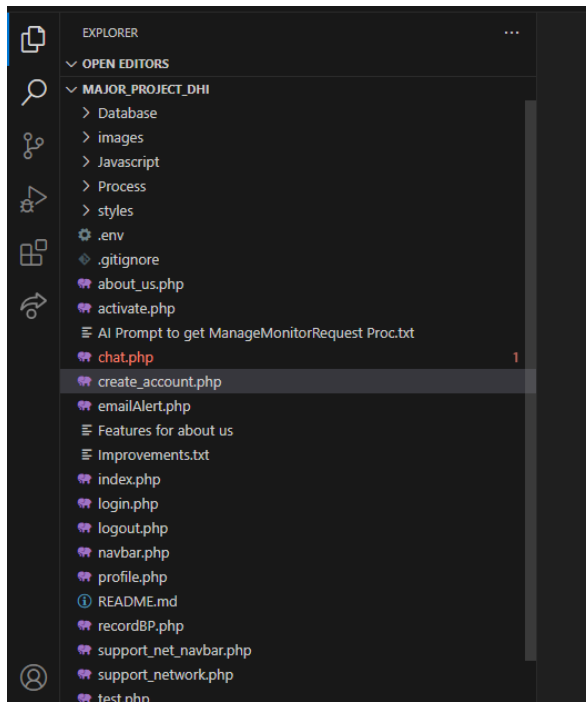 EXPLORER ...
OPEN EDITORS
MAJOR_PROJECT_DHI
Database
images
Javascript
Process
styles
.env
.gitignore
about_us.php
activate.php
AI Prompt to get ManageMonitorRequest Proc.txt
chat.php 1
create_account.php
emailAlert.php
Features for about us
Improvements.txt
index.php
login.php
logout.php
navbar.php
profile.php
README.md
recordBP.php
support_net_navbar.php
support_network.php
test.php